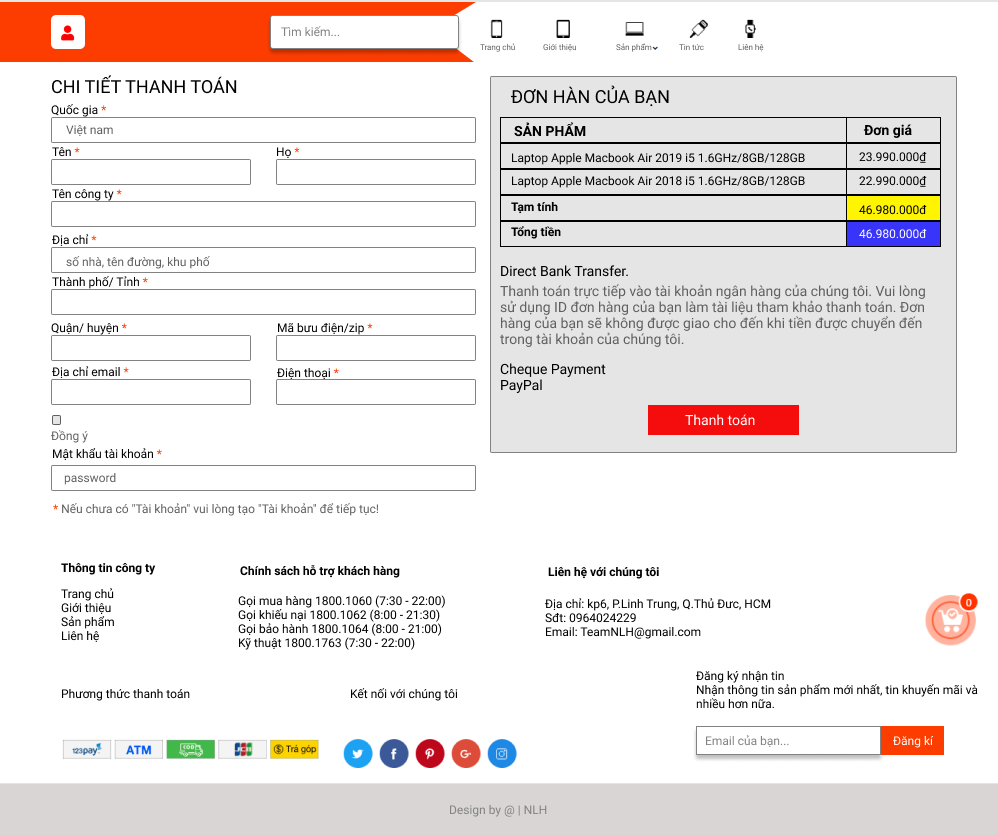 Tìm kiếm...
Trang chủ
Giới thiệu
Sản phẩm
Tin tức
Liên hệ
CHI TIẾT THANH TOÁN
Quốc gia *
Việt nam
Tên *
Họ *
Tên công ty *
Địa chỉ *
số nhà, tên đường, khu phố
Thành phố/ Tỉnh *
Quận/ huyện *
Mã bưu điện/zip *
Địa chỉ email *
Điện thoại *
Đồng ý
Mật khẩu tài khoản *
password
* Nếu chưa có "Tài khoản" vui lòng tạo "Tài khoản" để tiếp tục!
ĐƠN HÀN CỦA BẠN
SẢN PHẨM Đơn giá
Laptop Apple Macbook Air 2019 i5 1.6GHz/8GB/128GB 23.990.000₫
Laptop Apple Macbook Air 2018 i5 1.6GHz/8GB/128GB 22.990.000₫
Tạm tính 46.980.000đ
Tổng tiền 46.980.000đ
Direct Bank Transfer.
Thanh toán trực tiếp vào tài khoản ngân hàng của chúng tôi. Vui lòng
sử dụng ID đơn hàng của bạn làm tài liệu tham khảo thanh toán. Đơn
hàng của bạn sẽ không được giao cho đến khi tiền được chuyển đến
trong tài khoản của chúng tôi.
Cheque Payment
PayPal
Thanh toán
Thông tin công ty
Trang chủ
Giới thiệu
Sản phẩm
Liên hệ
Chính sách hỗ trợ khách hàng
Gọi mua hàng 1800.1060 (7:30 - 22:00)
Gọi khiếu nại 1800.1062 (8:00 - 21:30)
Gọi bảo hành 1800.1064 (8:00 - 21:00)
Kỹ thuật 1800.1763 (7:30 - 22:00)
Liên hệ với chúng tôi
Địa chỉ: kp6, P.Linh Trung, Q.Thủ Đưc, HCM
Sđt: 0964024229
Email: TeamNLH@gmail.com
0
Phương thức thanh toán
123pay
ATM
JCB
$ Trả góp
Kết nối với chúng tôi
Đăng ký nhận tin
Nhận thông tin sản phẩm mới nhất, tin khuyến mãi và
nhiều hơn nữa.
Email của bạn...
Đăng kí
Design by @ | NLH